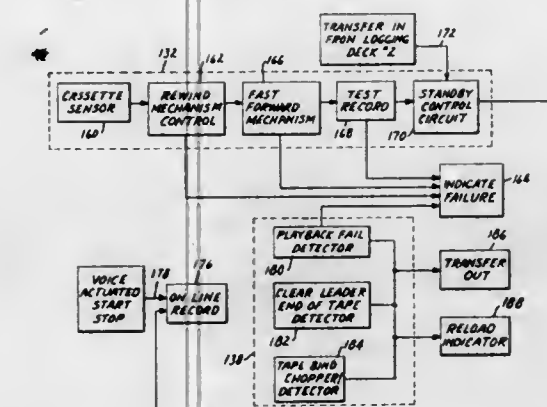 TRANSFER IN
FROM LOGGING
DECK #2
172
132
162
166
CASSETTE
SENSOR
160
REWIND
MECHANISM
CONTROL
FAST
FORWARD
MECHANISM
TEST
RECORD
168
STANDBY
CONTROL
CIRCUIT
170
INDICATE
FAILURE
164
PLAYBACK FAIL
DETECTOR
180
186
TRANSFER
OUT
VOICE
ACTUATED
START
STOP
178
176
ON LINE
RECORD
CLEAR LEADER
END OF TAPE
DETECTOR
182
188
RELOAD
INDICATOR
138
184
TAPE BIND
CHOPPER/
DETECTOR